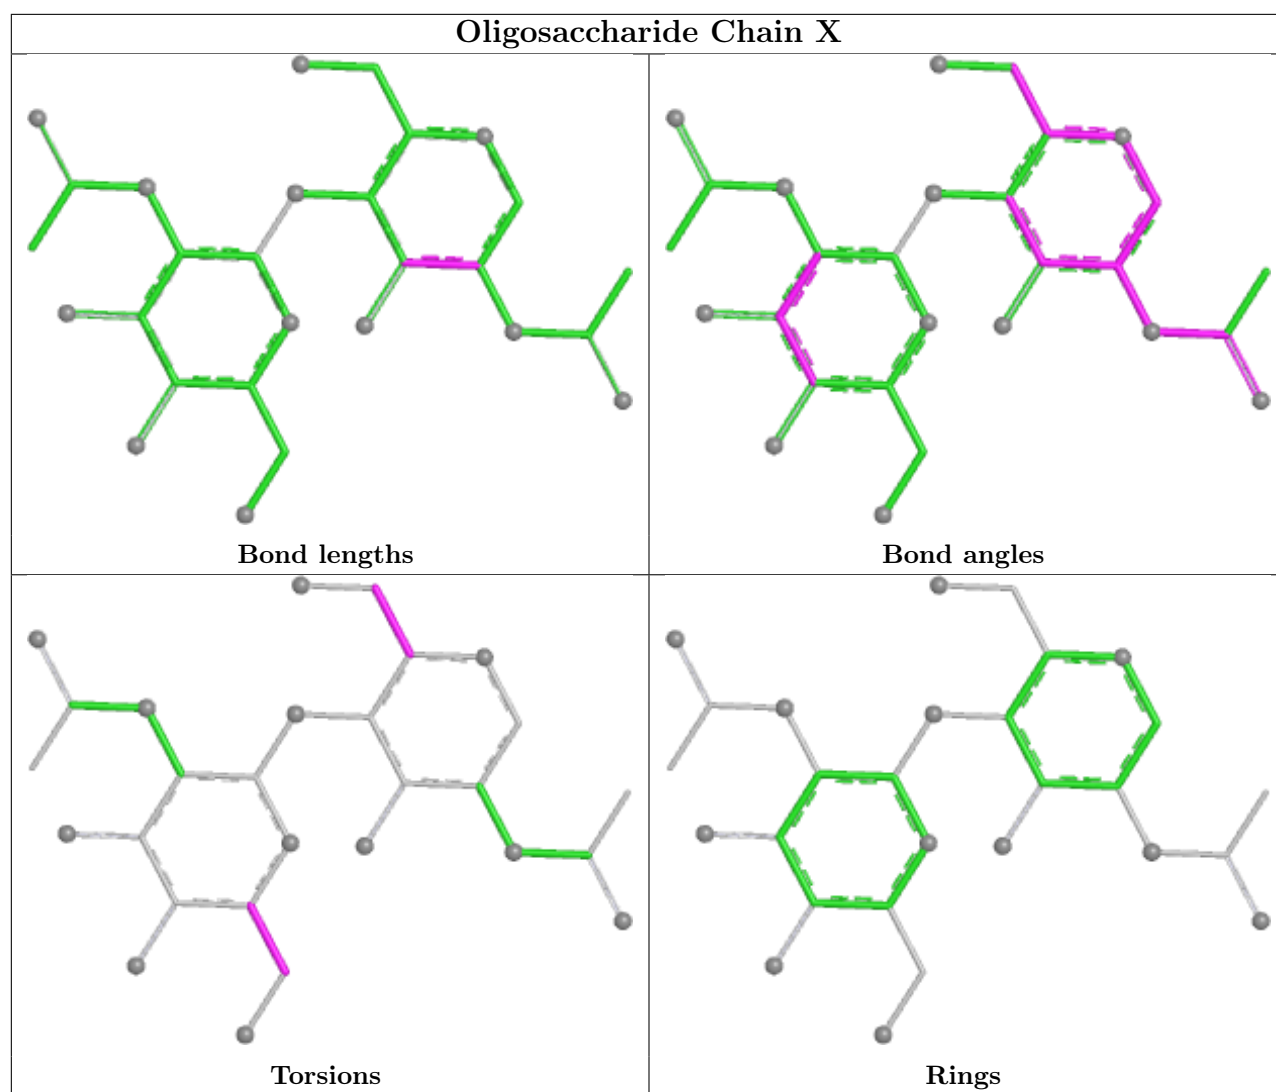 Oligosaccharide Chain X
Bond lengths
Bond angles
Torsions
Rings